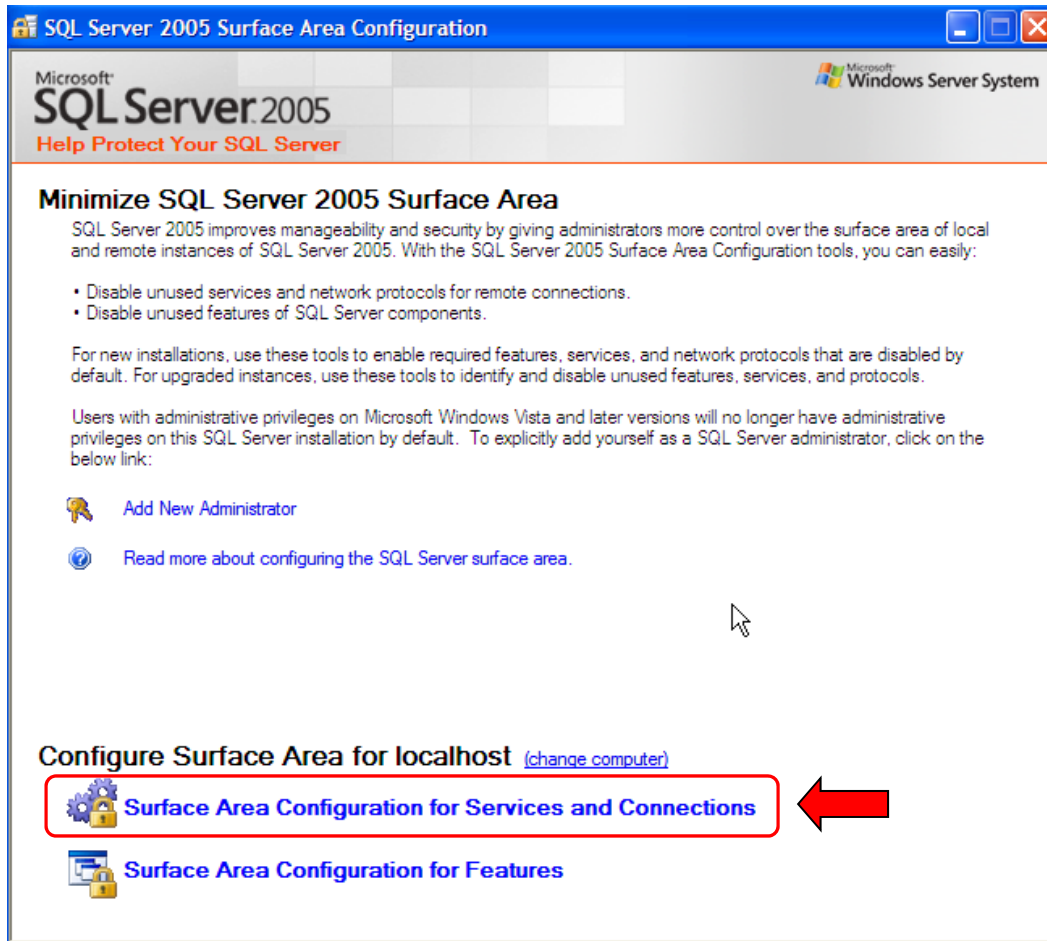 SQL Server 2005 Surface Area Configuration
Microsoft
SQL Server 2005
Help Protect Your SQL Server
Microsoft
Windows Server System
Minimize SQL Server 2005 Surface Area
SQL Server 2005 improves manageability and security by giving administrators more control over the surface area of local
and remote instances of SQL Server 2005. With the SQL Server 2005 Surface Area Configuration tools, you can easily:
• Disable unused services and network protocols for remote connections.
• Disable unused features of SQL Server components.
For new installations, use these tools to enable required features, services, and network protocols that are disabled by
default. For upgraded instances, use these tools to identify and disable unused features, services, and protocols.
Users with administrative privileges on Microsoft Windows Vista and later versions will no longer have administrative
privileges on this SQL Server installation by default. To explicitly add yourself as a SQL Server administrator, click on the
below link:
Add New Administrator
Read more about configuring the SQL Server surface area.
Configure Surface Area for localhost (change computer)
Surface Area Configuration for Services and Connections
Surface Area Configuration for Features